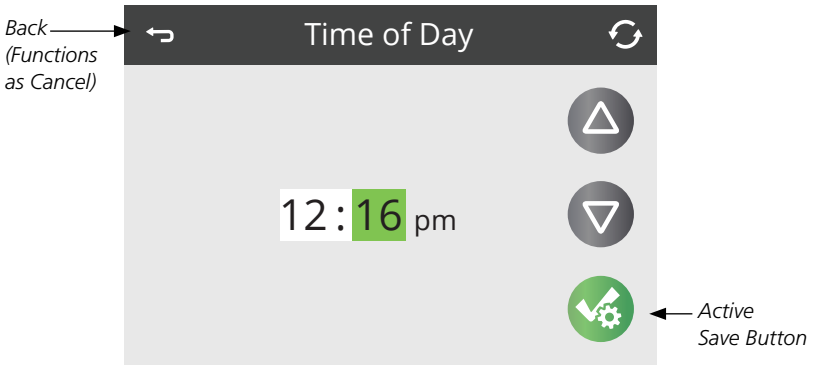 Back
(Functions
as Cancel)
Time of Day
12:16 pm
Active
Save Button